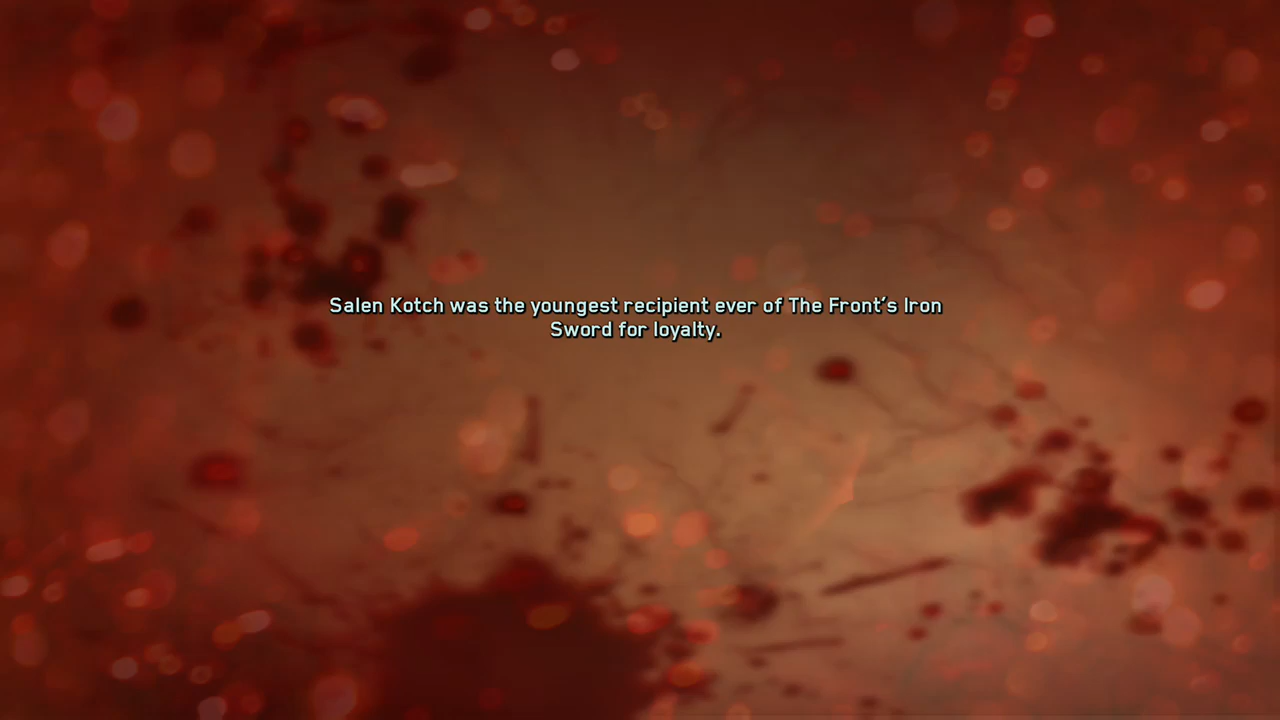 Salen Kotch was the youngest recipient ever of The Front's Iron
Sword for loyalty.